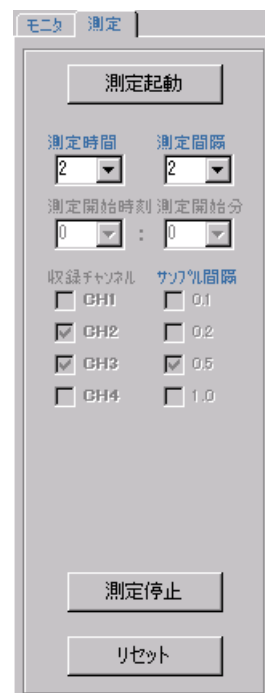 モニタ 測定
測定起動
測定時間 測定間隔
2 2
測定開始時刻 測定開始分
0 : 0
収録チャンネル サンプル間隔
CH1 0.1
CH2 0.2
CH3 0.5
CH4 1.0
測定停止
リセット